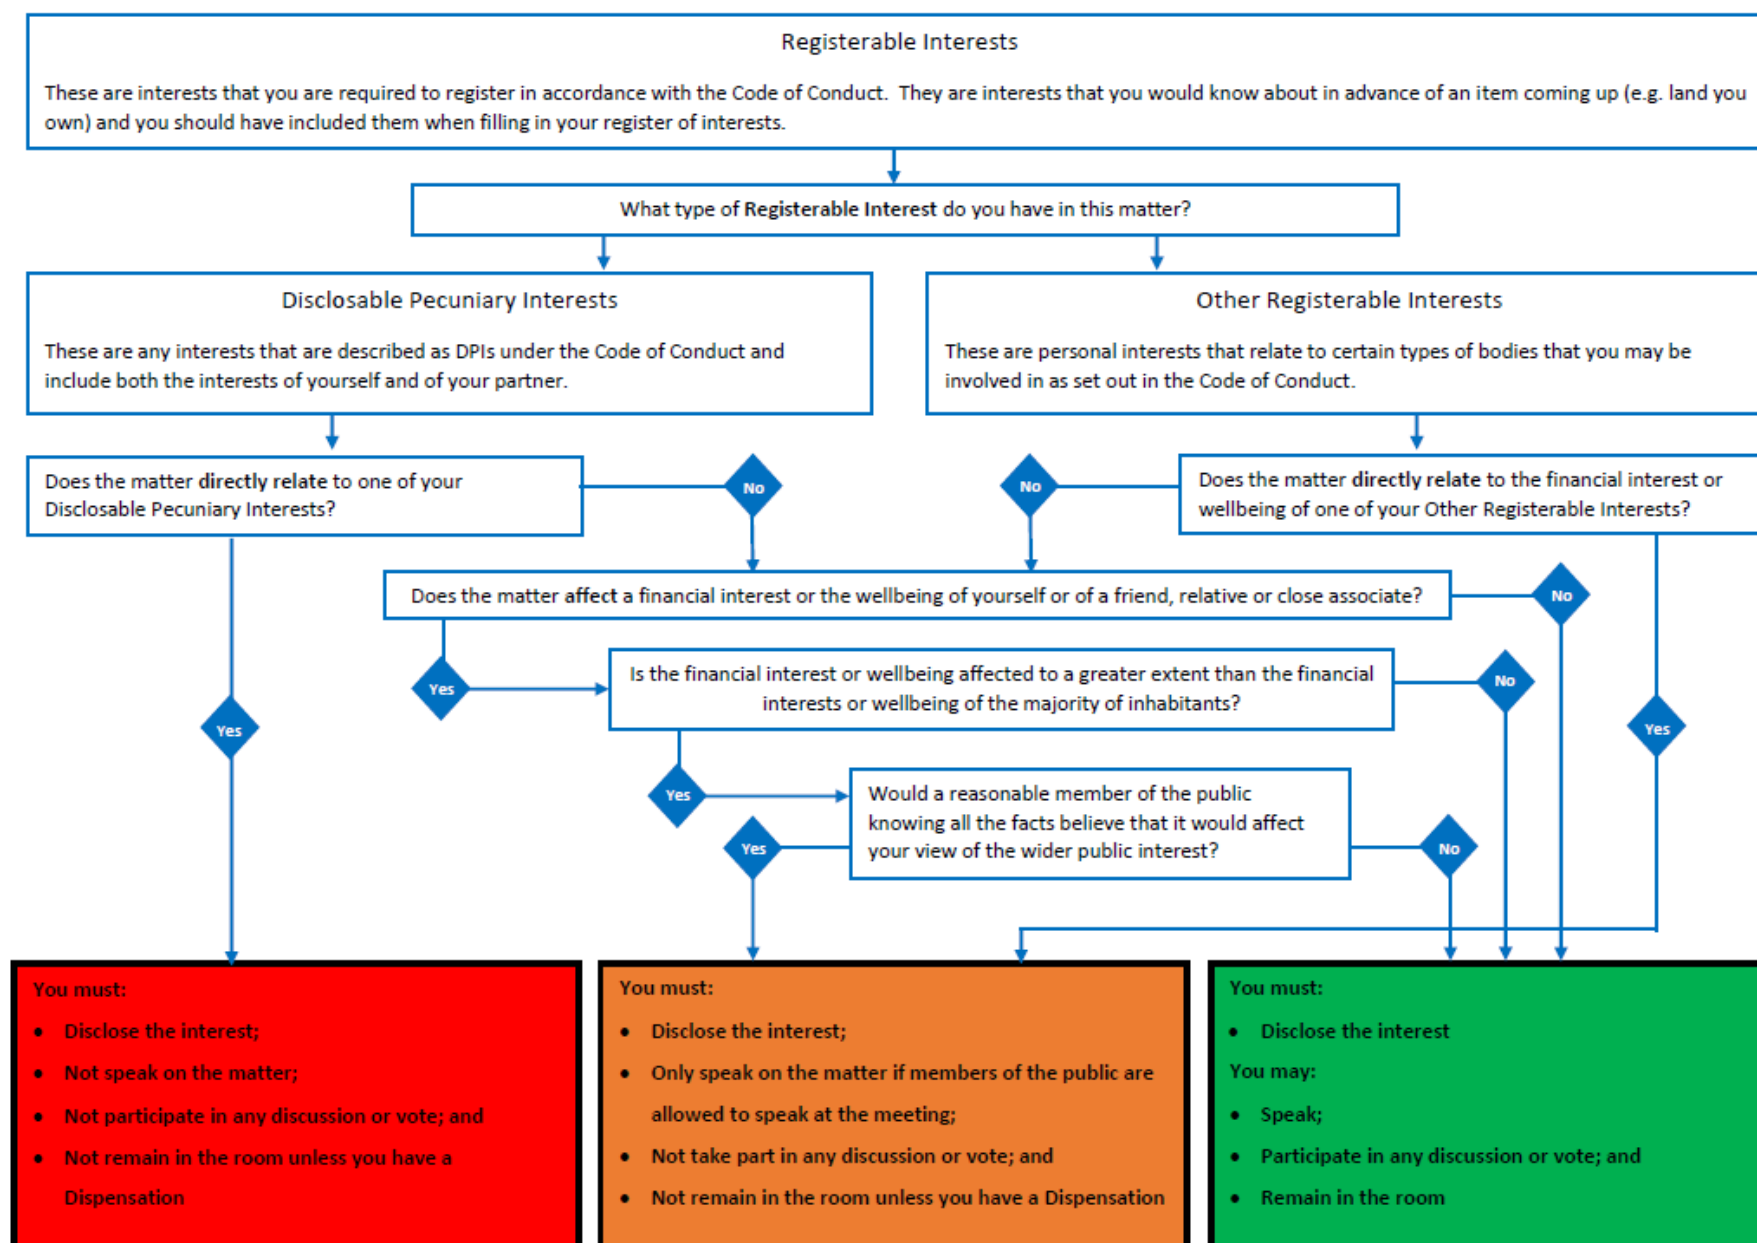 Registerable Interests
These are interests that you are required to register in accordance with the Code of Conduct. They are interests that you would know about in advance of an item coming up (e.g. land you
own) and you should have included them when filling in your register of interests.
What type of Registerable Interest do you have in this matter?
Disclosable Pecuniary Interests
These are any interests that are described as DPIs under the Code of Conduct and
include both the interests of yourself and of your partner.
Other Registerable Interests
These are personal interests that relate to certain types of bodies that you may be
involved in as set out in the Code of Conduct.
Does the matter directly relate to one of your
Disclosable Pecuniary Interests?
No
No
Does the matter directly relate to the financial interest or
wellbeing of one of your Other Registerable Interests?
Does the matter affect a financial interest or the wellbeing of yourself or of a friend, relative or close associate?
No
Yes
Is the financial interest or wellbeing affected to a greater extent than the financial
interests or wellbeing of the majority of inhabitants?
No
Yes
Yes
Yes
Would a reasonable member of the public
knowing all the facts believe that it would affect
your view of the wider public interest?
Yes
No
You must:
• Disclose the interest;
• Not speak on the matter;
• Not participate in any discussion or vote; and
• Not remain in the room unless you have a
Dispensation
You must:
• Disclose the interest;
• Only speak on the matter if members of the public are
allowed to speak at the meeting;
• Not take part in any discussion or vote; and
• Not remain in the room unless you have a Dispensation
You must:
• Disclose the interest
You may:
• Speak;
• Participate in any discussion or vote; and
• Remain in the room